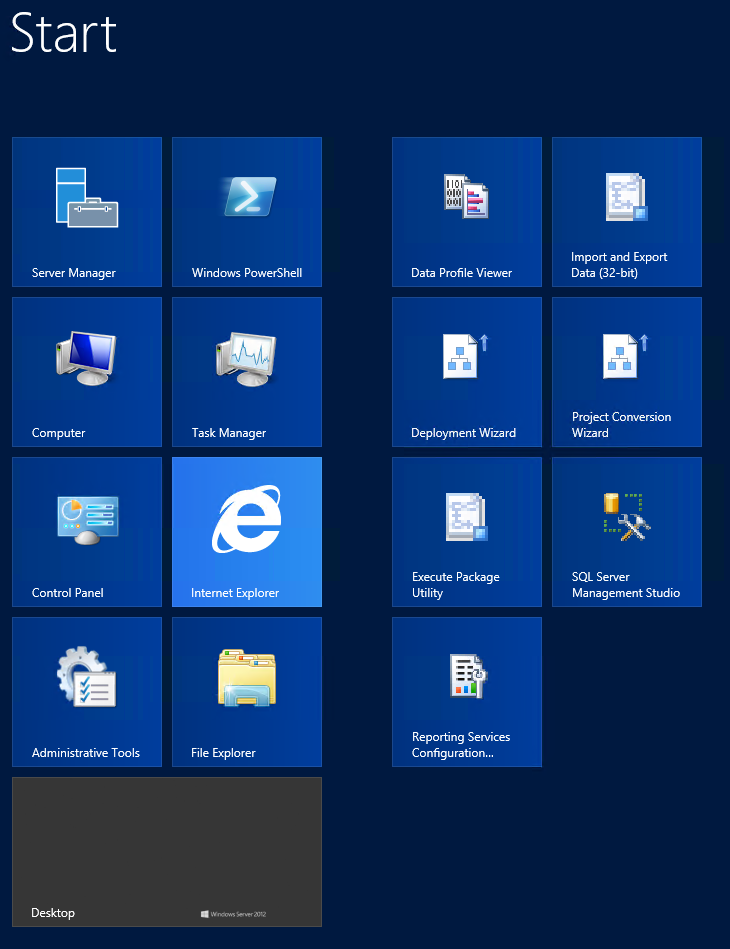 Start
Server Manager
Windows PowerShell
Data Profile Viewer
Import and Export
Data (32-bit)
Computer
Task Manager
Deployment Wizard
Project Conversion
Wizard
Control Panel
Internet Explorer
Execute Package
Utility
SQL Server
Management Studio
Administrative Tools
File Explorer
Reporting Services
Configuration...
Desktop
Windows Server 2012